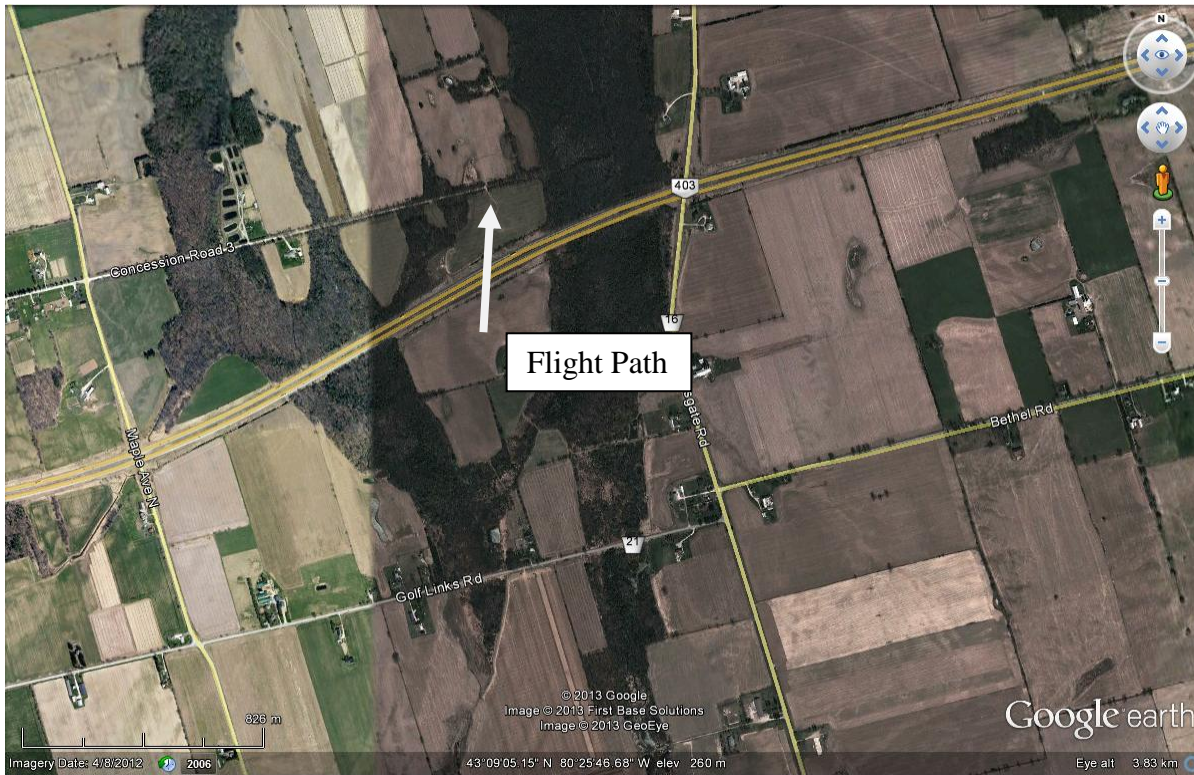 N
403
Concession Road 3
16
Flight Path
sgate Rd
Bethel Rd
Maple Ave N
21
Golf Links Rd
© 2013 Google
Image © 2013 First Base Solutions
Image © 2013 GeoEye
Google earth
826 m
Imagery Date: 4/8/2012 2006 43°09'05.15" N 80°25'46.68" W elev 260 m Eye alt 3.83 km